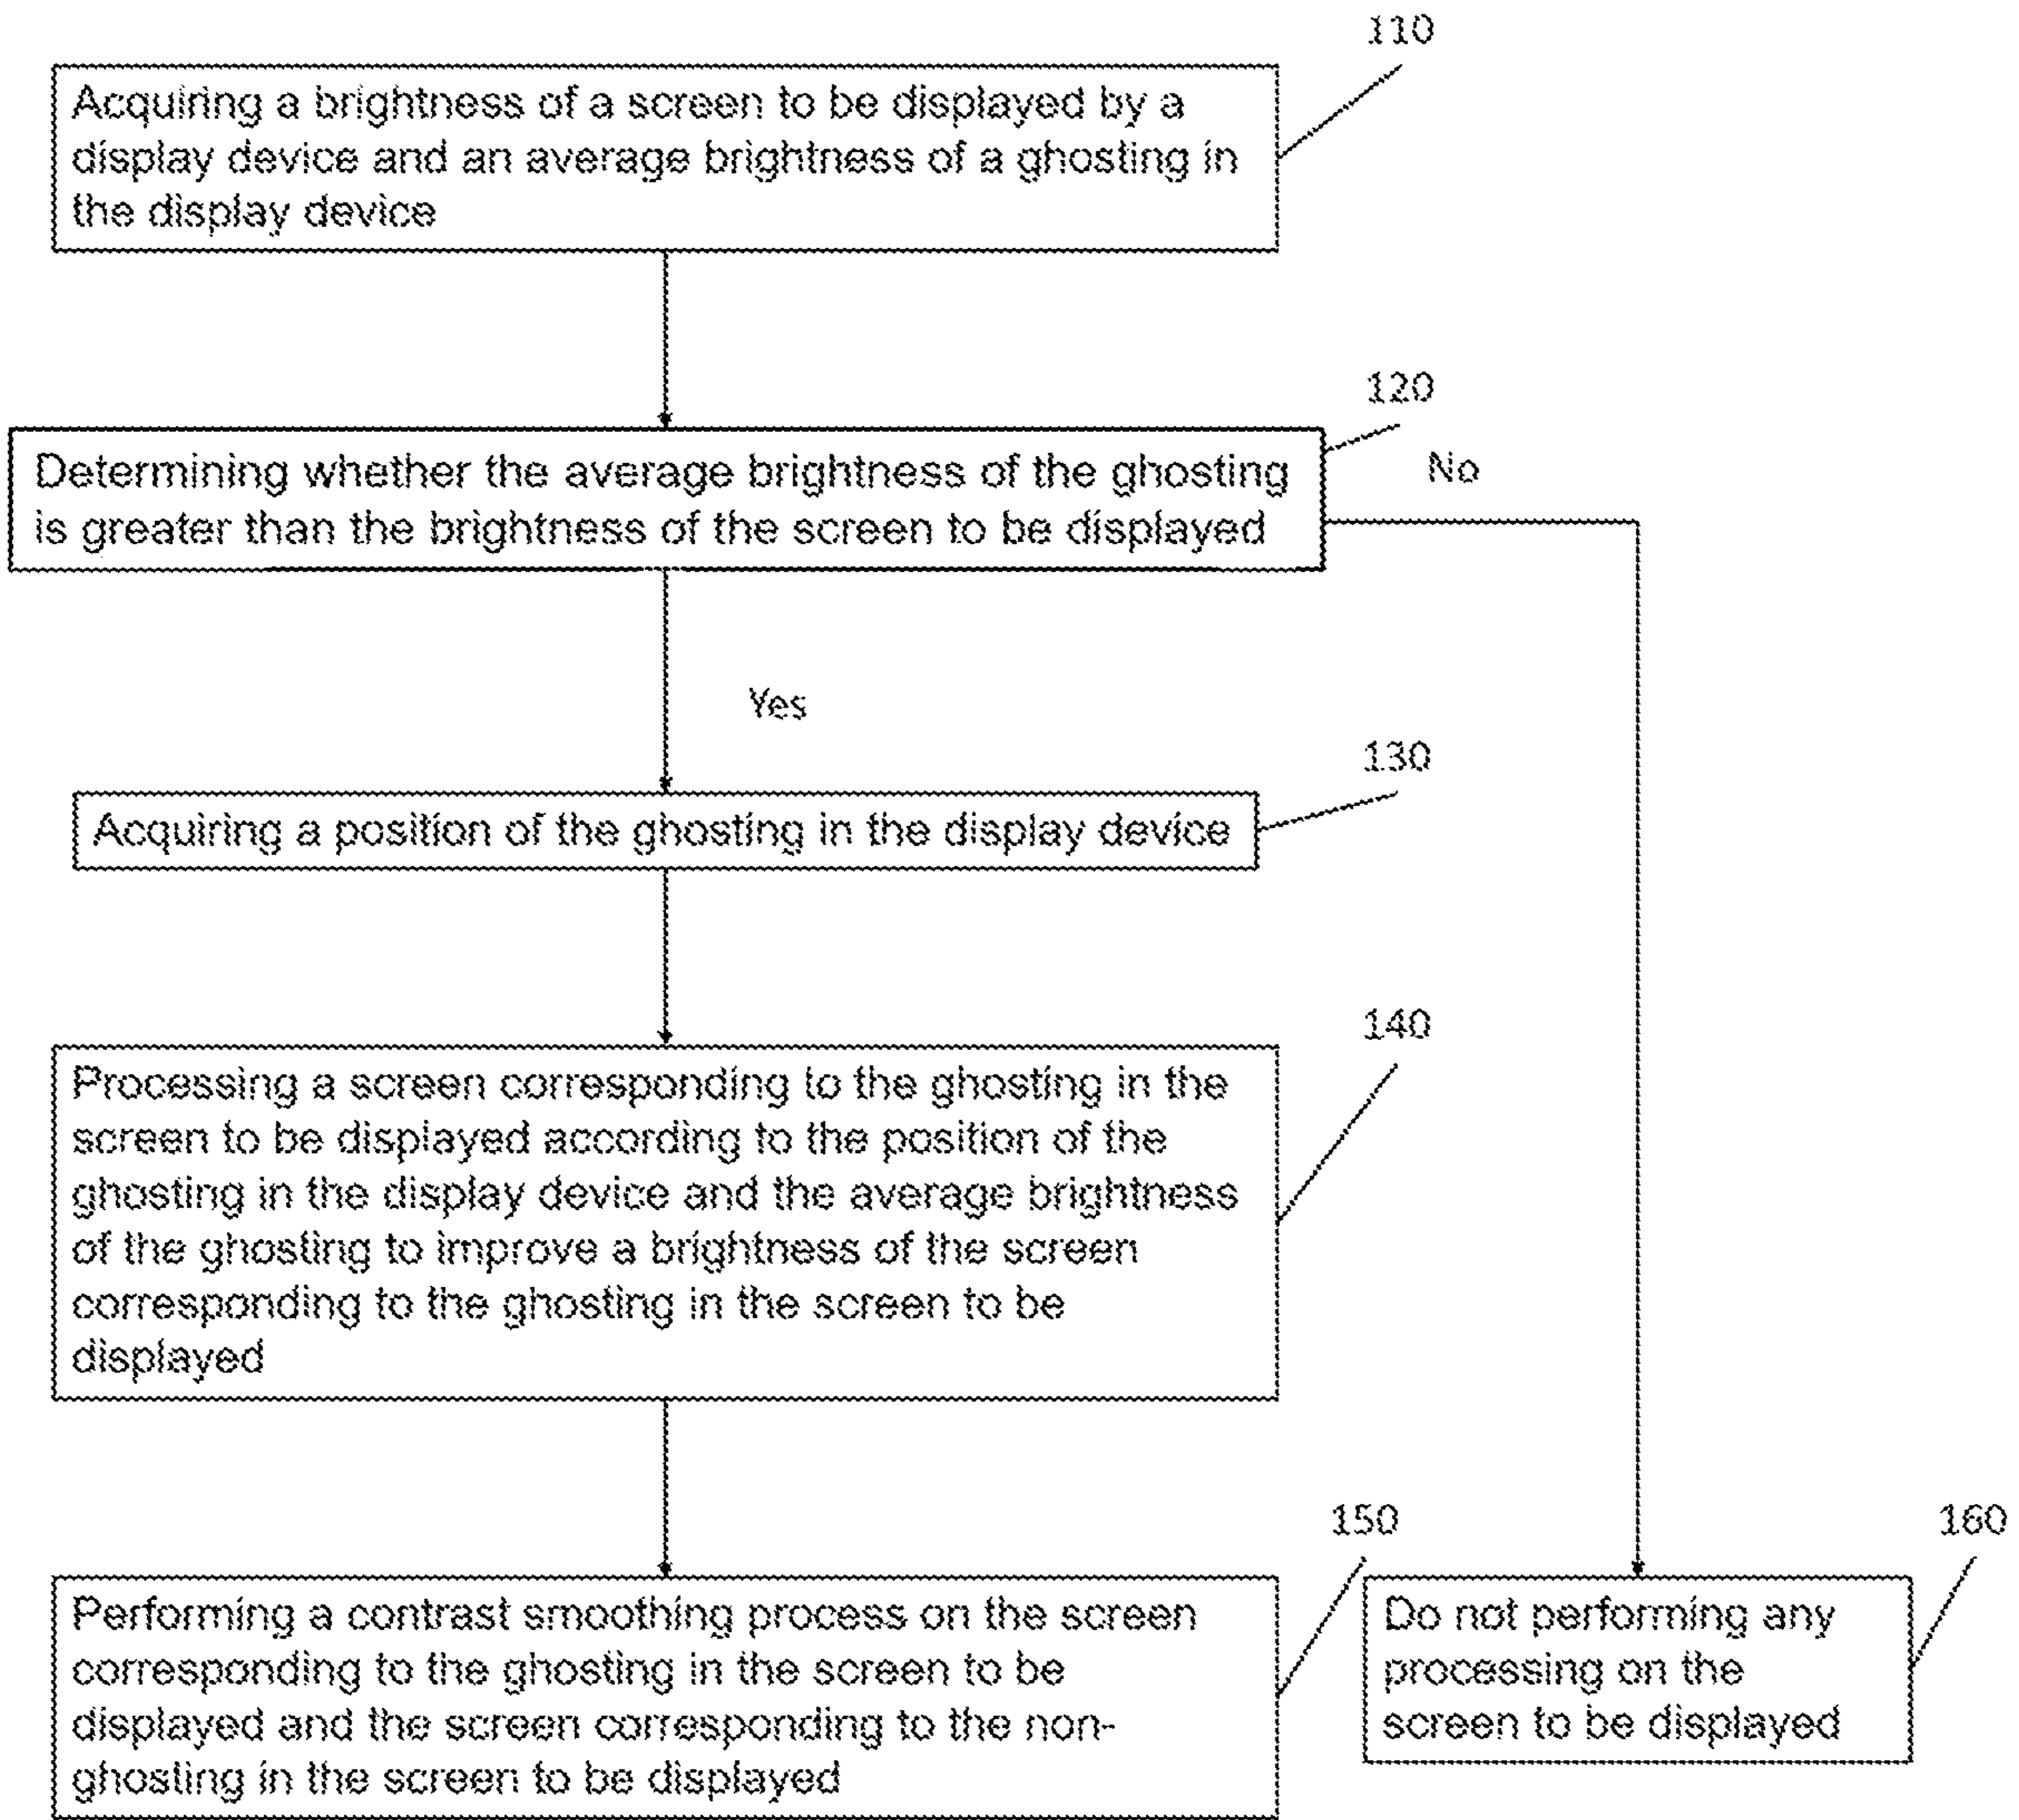 110
Acquiring a brightness of a screen to be displayed by a
display device and an average brightness of a ghosting in
the display device
120
Determining whether the average brightness of the ghosting
is greater than the brightness of the screen to be displayed
No
Yes
130
Acquiring a position of the ghosting in the display device
140
Processing a screen corresponding to the ghosting in the
screen to be displayed according to the position of the
ghosting in the display device and the average brightness
of the ghosting to improve a brightness of the screen
corresponding to the ghosting in the screen to be
displayed
150
Performing a contrast smoothing process on the screen
corresponding to the ghosting in the screen to be
displayed and the screen corresponding to the non-
ghosting in the screen to be displayed
160
Do not performing any
processing on the
screen to be displayed